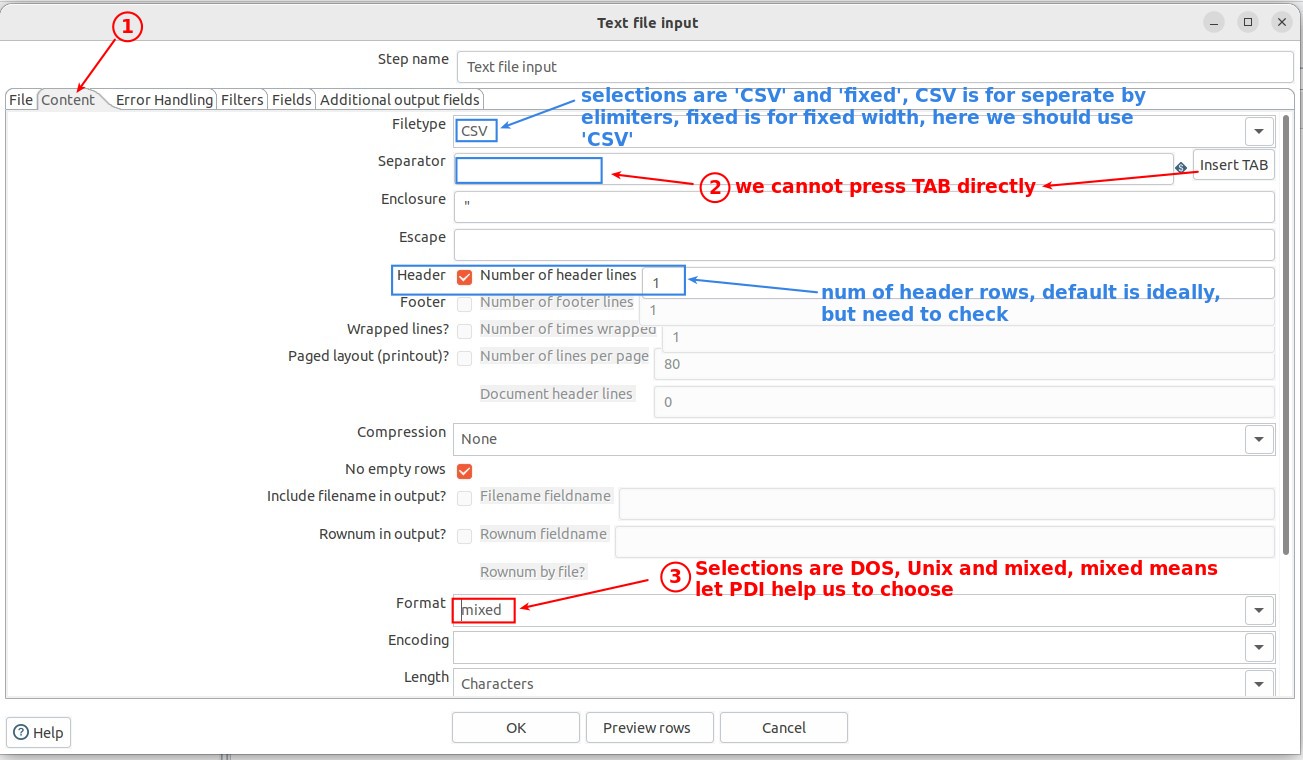 Text file input
1
Step name Text file input
File Content Error Handling Filters Fields Additional output fields
selections are 'CSV' and 'fixed', CSV is for seperate by
elimiters, fixed is for fixed width, here we should use
'CSV'
Filetype CSV
Separator Insert TAB
2 we cannot press TAB directly
Enclosure "
Escape
Header Number of header lines 1
num of header rows, default is ideally,
but need to check
Footer Number of footer lines 1
Wrapped lines? Number of times wrapped 1
Paged layout (printout)? Number of lines per page 80
Document header lines 0
Compression None
No empty rows
Include filename in output? Filename fieldname
Rownum in output? Rownum fieldname
Rownum by file?
3 Selections are DOS, Unix and mixed, mixed means
let PDI help us to choose
Format mixed
Encoding
Length Characters
Help OK Preview rows Cancel